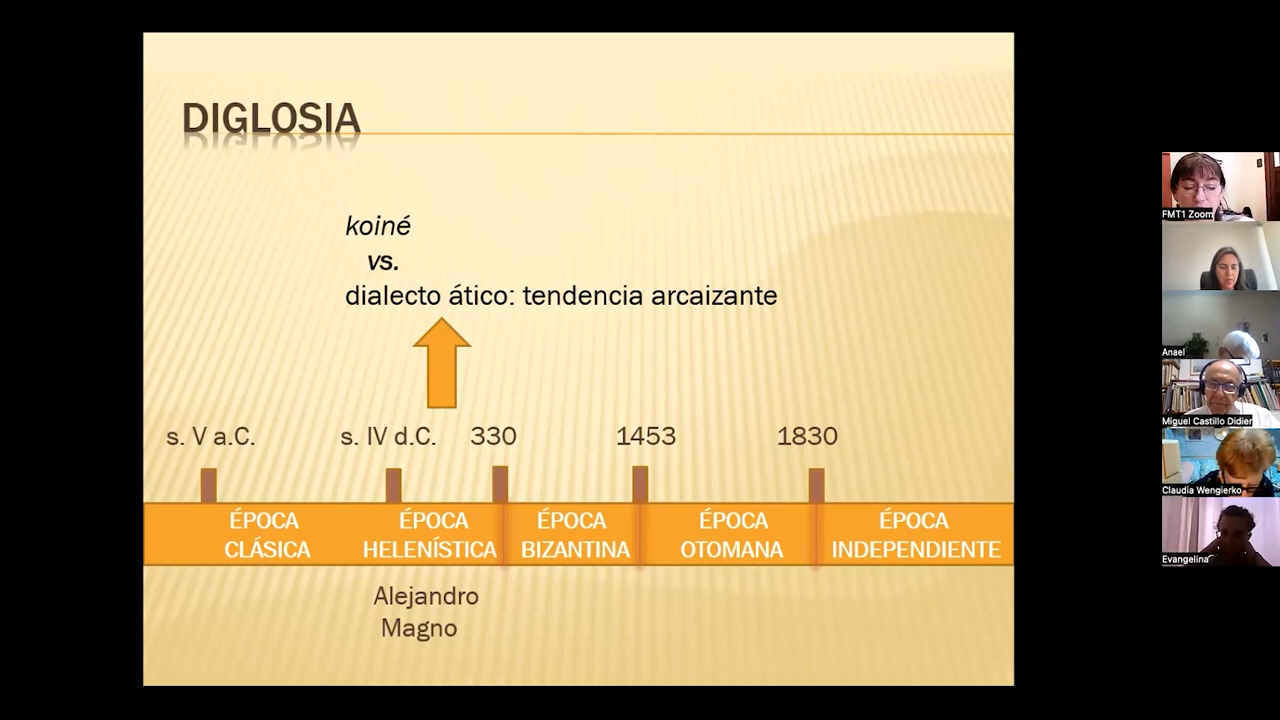 DIGLOSIA
koiné
vs.
dialecto ático: tendencia arcaizante
s. V a.C.
s. IV d.C.
330
1453
1830
ÉPOCA
CLÁSICA
ÉPOCA
HELENÍSTICA
ÉPOCA
BIZANTINA
ÉPOCA
OTOMANA
ÉPOCA
INDEPENDIENTE
Alejandro
Magno
FMT1 Zoom
Anael
Miguel Castillo Didier
Claudia Wengierko
Evangelina